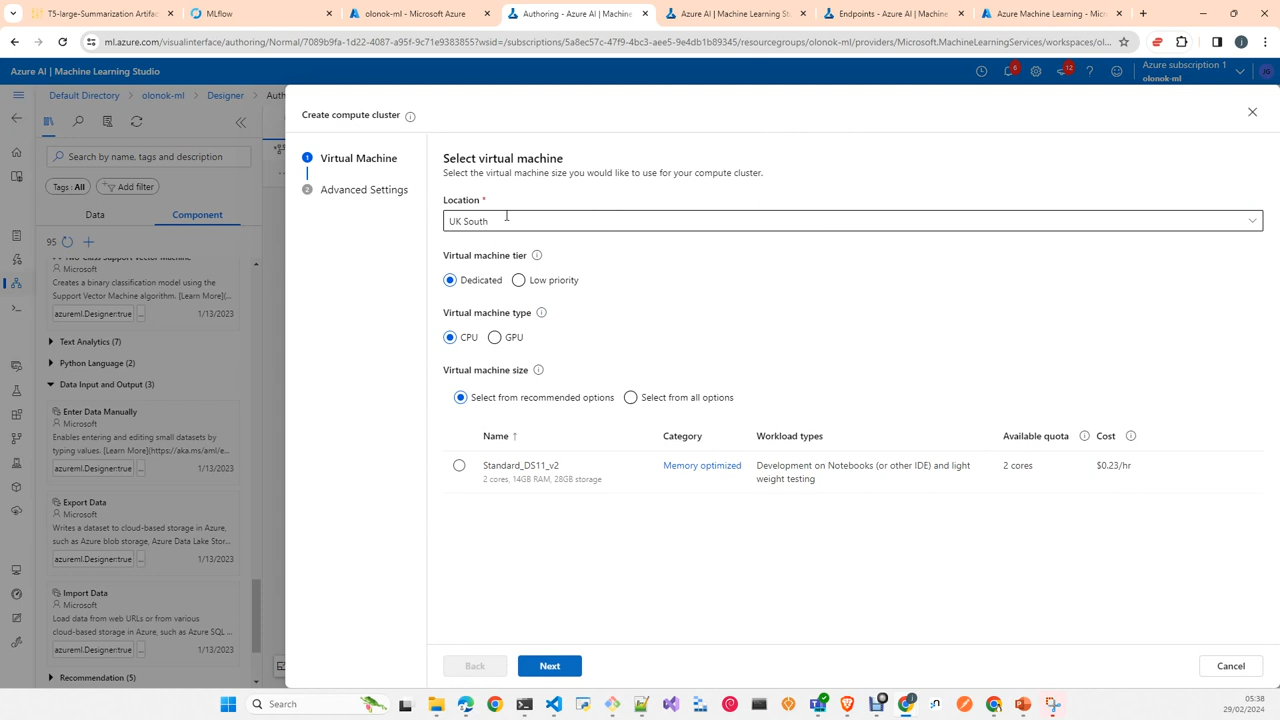 T5-large-Summarization Artifac
MLflow
olonok-ml - Microsoft Azure
Authoring - Azure AI | Machine
Azure AI | Machine Learning St
Endpoints - Azure AI | Machine
Azure Machine Learning - Micr
ml.azure.com/visualinterface/authoring/Normal/7089b9fa-1d22-4087-a95f-9c71e938385 5?wsid=/subscriptions/5a8ec57c-47f9-4bc3-aee5-9e4db1b89345/resourcegroups/olonok-ml/providers/Microsoft.MachineLearningServices/workspaces/ol...
Azure AI | Machine Learning Studio
6
12
Azure subscription 1
olonok-ml
JG
Default Directory > olonok-ml > Designer > Auth
Create compute cluster
Search by name, tags and description
Tags : All
Add filter
Data
Component
95
Two Class Support Vector Machine
Microsoft
Creates a binary classification model using the
Support Vector Machine algorithm. [Learn More](...
azureml.Designer:true
...
1/13/2023
Text Analytics (7)
Python Language (2)
Data Input and Output (3)
Enter Data Manually
Microsoft
Enables entering and editing small datasets by
typing values. [Learn More](https://aka.ms/aml/e...
azureml.Designer:true
...
1/13/2023
Export Data
Microsoft
Writes a dataset to cloud-based storage in Azure,
such as Azure blob storage, Azure Data Lake Stor...
azureml.Designer:true
...
1/13/2023
Import Data
Microsoft
Load data from web URLs or from various
cloud-based storage in Azure, such as Azure SQL ...
azureml.Designer:true
...
1/13/2023
Recommendation (5)
1
Virtual Machine
2
Advanced Settings
Select virtual machine
Select the virtual machine size you would like to use for your compute cluster.
Location *
UK South
Virtual machine tier
Dedicated
Low priority
Virtual machine type
CPU
GPU
Virtual machine size
Select from recommended options
Select from all options
Name ↑
Category
Workload types
Available quota
Cost
Standard_DS11_v2
2 cores, 14GB RAM, 28GB storage
Memory optimized
Development on Notebooks (or other IDE) and light
weight testing
2 cores
$0.23/hr
Back
Next
Cancel
Search
05:38
29/02/2024